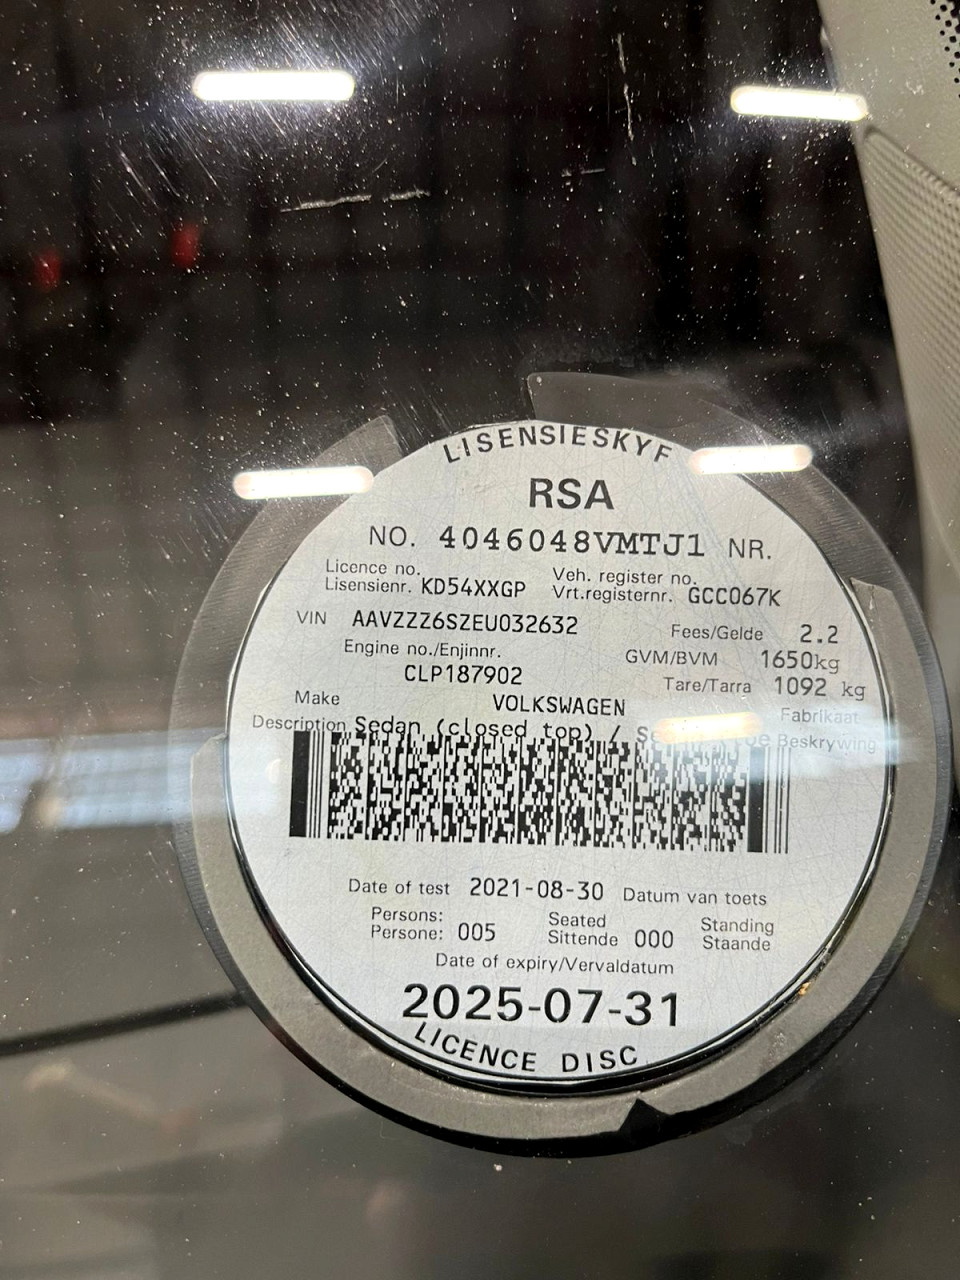 LISENSIESKYF
RSA
NO. 4046048VMTJ1 NR.
Licence no. Veh. register no.
Lisensienr. KD54XXGP Vrt.registernr. GCC067K
VIN AAVZZZ6SZEU032632 Fees/Gelde 2.2
Engine no./Enjinnr. GVM/BVM 1650kg
CLP187902 Tare/Tarra 1092 kg
Make VOLKSWAGEN Fabrikaat
Description Sedan (closed top) / Beskrywing
Date of test 2021-08-30 Datum van toets
Persons: Seated Standing
Persone: 005 Sittende 000 Staande
Date of expiry/Vervaldatum
2025-07-31
LICENCE DISC